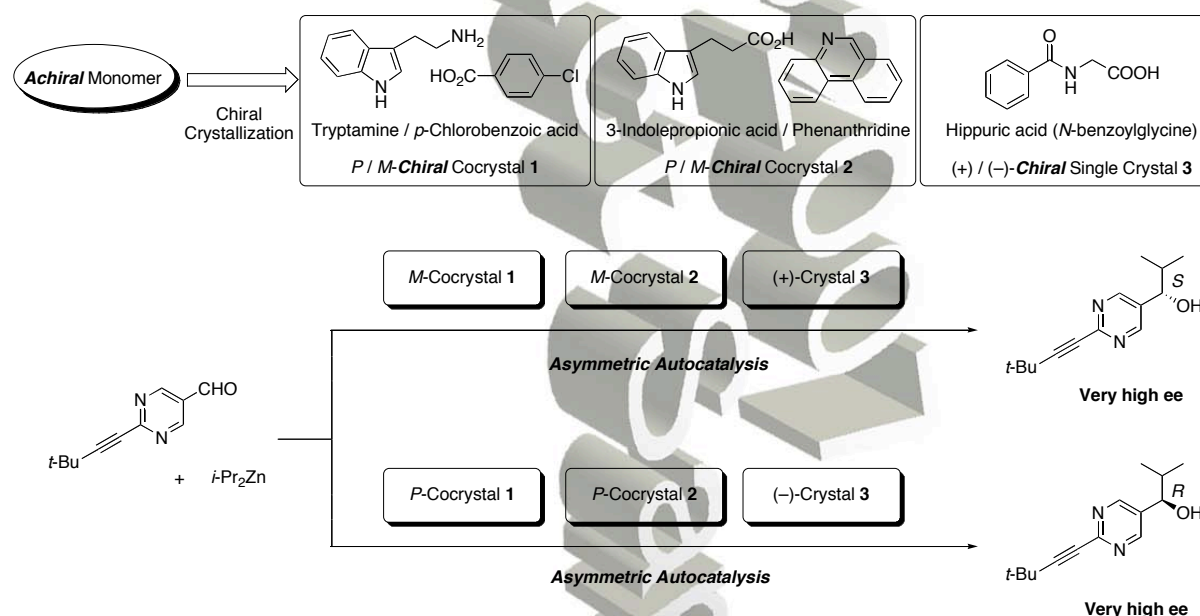 Achiral Monomer
Chiral
Crystallization
NH2
N
H
HO2C
Cl
Tryptamine / p-Chlorobenzoic acid
P / M-Chiral Cocrystal 1
CO2H
N
H
N
3-Indolepropionic acid / Phenanthridine
P / M-Chiral Cocrystal 2
O
N
H
COOH
Hippuric acid (N-benzoylglycine)
(+) / (–)-Chiral Single Crystal 3
M-Cocrystal 1
M-Cocrystal 2
(+)-Crystal 3
Asymmetric Autocatalysis
S
OH
N
N
t-Bu
Very high ee
CHO
N
N
t-Bu
+ i-Pr2Zn
P-Cocrystal 1
P-Cocrystal 2
(–)-Crystal 3
Asymmetric Autocatalysis
R
OH
N
N
t-Bu
Very high ee